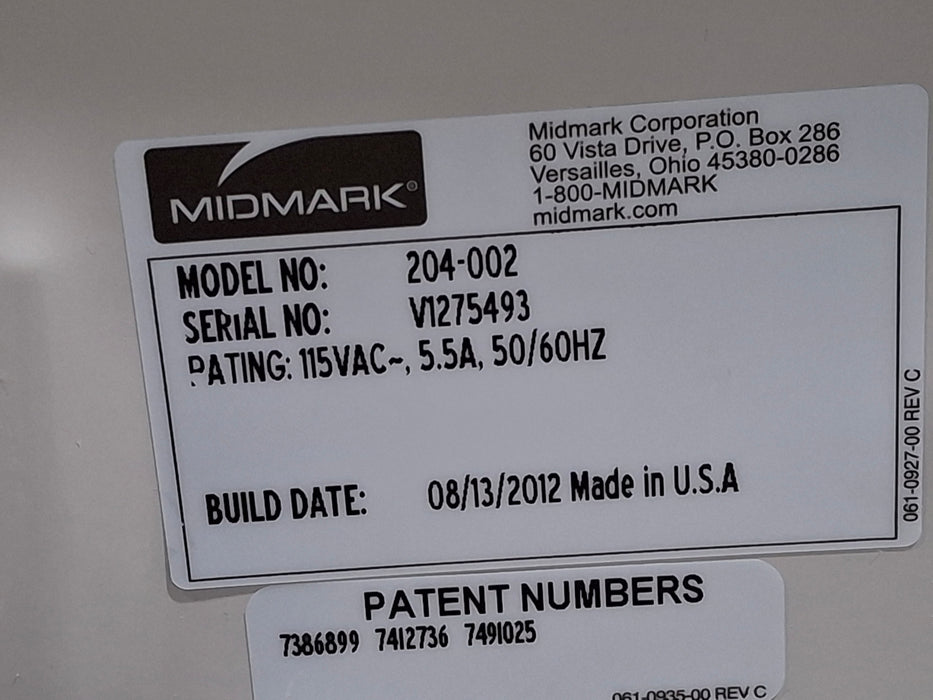 MIDMARK®
Midmark Corporation
60 Vista Drive, P.O. Box 286
Versailles, Ohio 45380-0286
1-800-MIDMARK
midmark.com
MODEL NO: 204-002
SERIAL NO: V1275493
RATING: 115VAC~, 5.5A, 50/60HZ
BUILD DATE: 08/13/2012 Made in U.S.A
061-0927-00 REV C
PATENT NUMBERS
7386899 7412736 7491025
061-0935-00 REV C